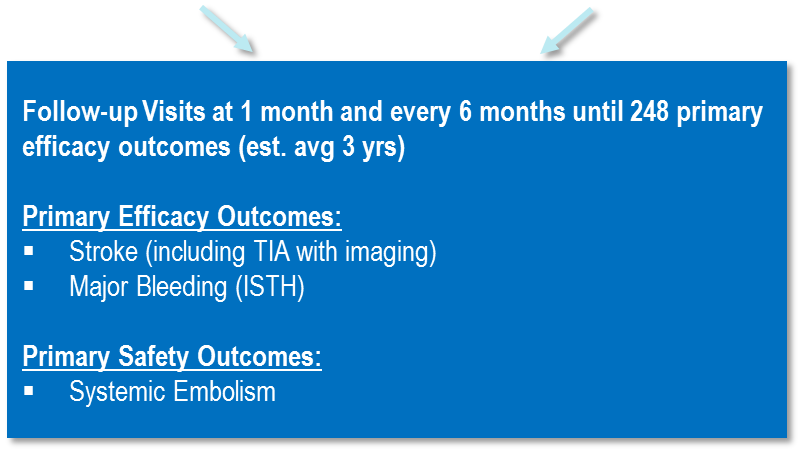 Follow-up Visits at 1 month and every 6 months until 248 primary
efficacy outcomes (est. avg 3 yrs)
Primary Efficacy Outcomes:
▪ Stroke (including TIA with imaging)
▪ Major Bleeding (ISTH)
Primary Safety Outcomes:
▪ Systemic Embolism